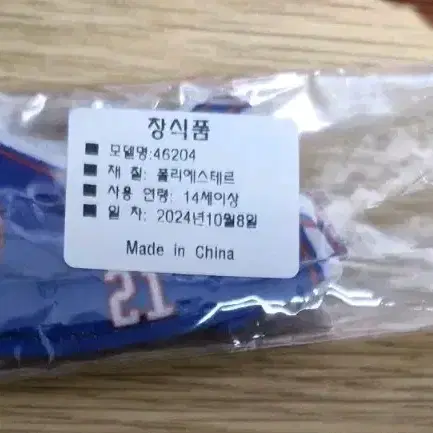 장식품
■ 모델명:46204
■ 재 질: 폴리에스테르
■ 사용 연령: 14세이상
■ 일 자: 2024년10월8일
Made in China
21